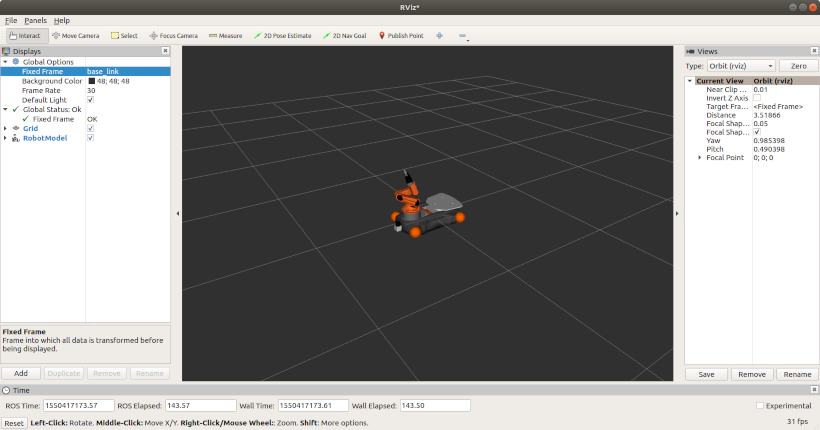 RViz*
File Panels Help
Interact Move Camera Select Focus Camera Measure 2D Pose Estimate 2D Nav Goal Publish Point
Displays
Global Options
Fixed Frame base_link
Background Color 48; 48; 48
Frame Rate 30
Default Light
Global Status: Ok
Fixed Frame OK
Grid
RobotModel
Fixed Frame
Frame into which all data is transformed before
being displayed.
Add Duplicate Remove Rename
Views
Type: Orbit (rviz) Zero
Current View Orbit (rviz)
Near Clip ... 0.01
Invert Z Axis
Target Fra... <Fixed Frame>
Distance 3.51866
Focal Shap... 0.05
Focal Shap...
Yaw 0.985398
Pitch 0.490398
Focal Point 0; 0; 0
Save Remove Rename
Time
ROS Time: 1550417173.57 ROS Elapsed: 143.57 Wall Time: 1550417173.61 Wall Elapsed: 143.50 Experimental
Reset Left-Click: Rotate. Middle-Click: Move X/Y. Right-Click/Mouse Wheel:: Zoom. Shift: More options. 31 fps